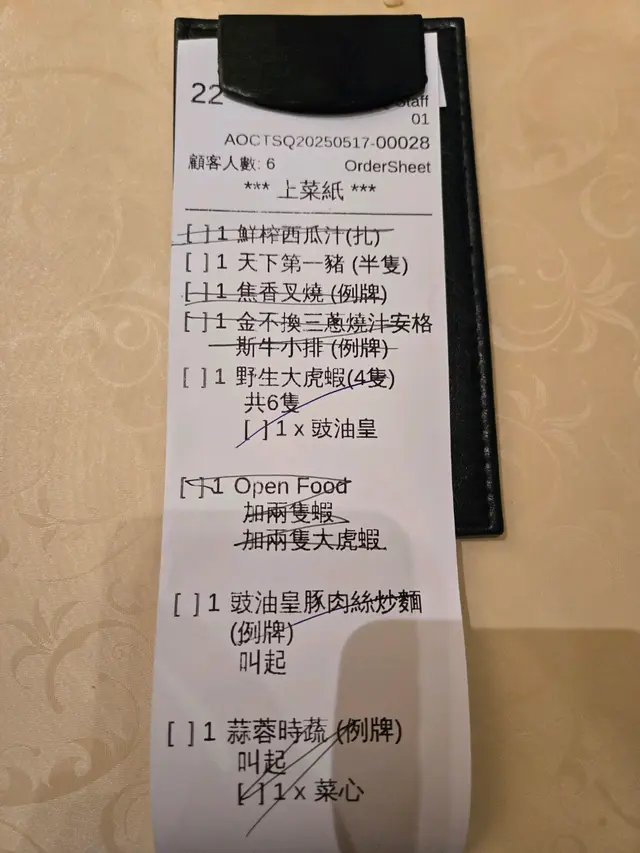 22
Staff
01
AOCTSQ20250517-00028
顧客人數: 6 OrderSheet
*** 上菜紙 ***
[ ] 1 鮮榨西瓜汁(扎)
[ ] 1 天下第一豬 (半隻)
[ ] 1 焦香叉燒 (例牌)
[ ] 1 金不換三蔥燒汁安格
斯牛小排 (例牌)
[ ] 1 野生大虎蝦(4隻)
共6隻
[ ] 1 x 豉油皇
[ ] 1 Open Food
加兩隻蝦
加兩隻大虎蝦
[ ] 1 豉油皇豚肉絲炒麵
(例牌)
叫起
[ ] 1 蒜蓉時蔬 (例牌)
叫起
[ ] 1 x 菜心